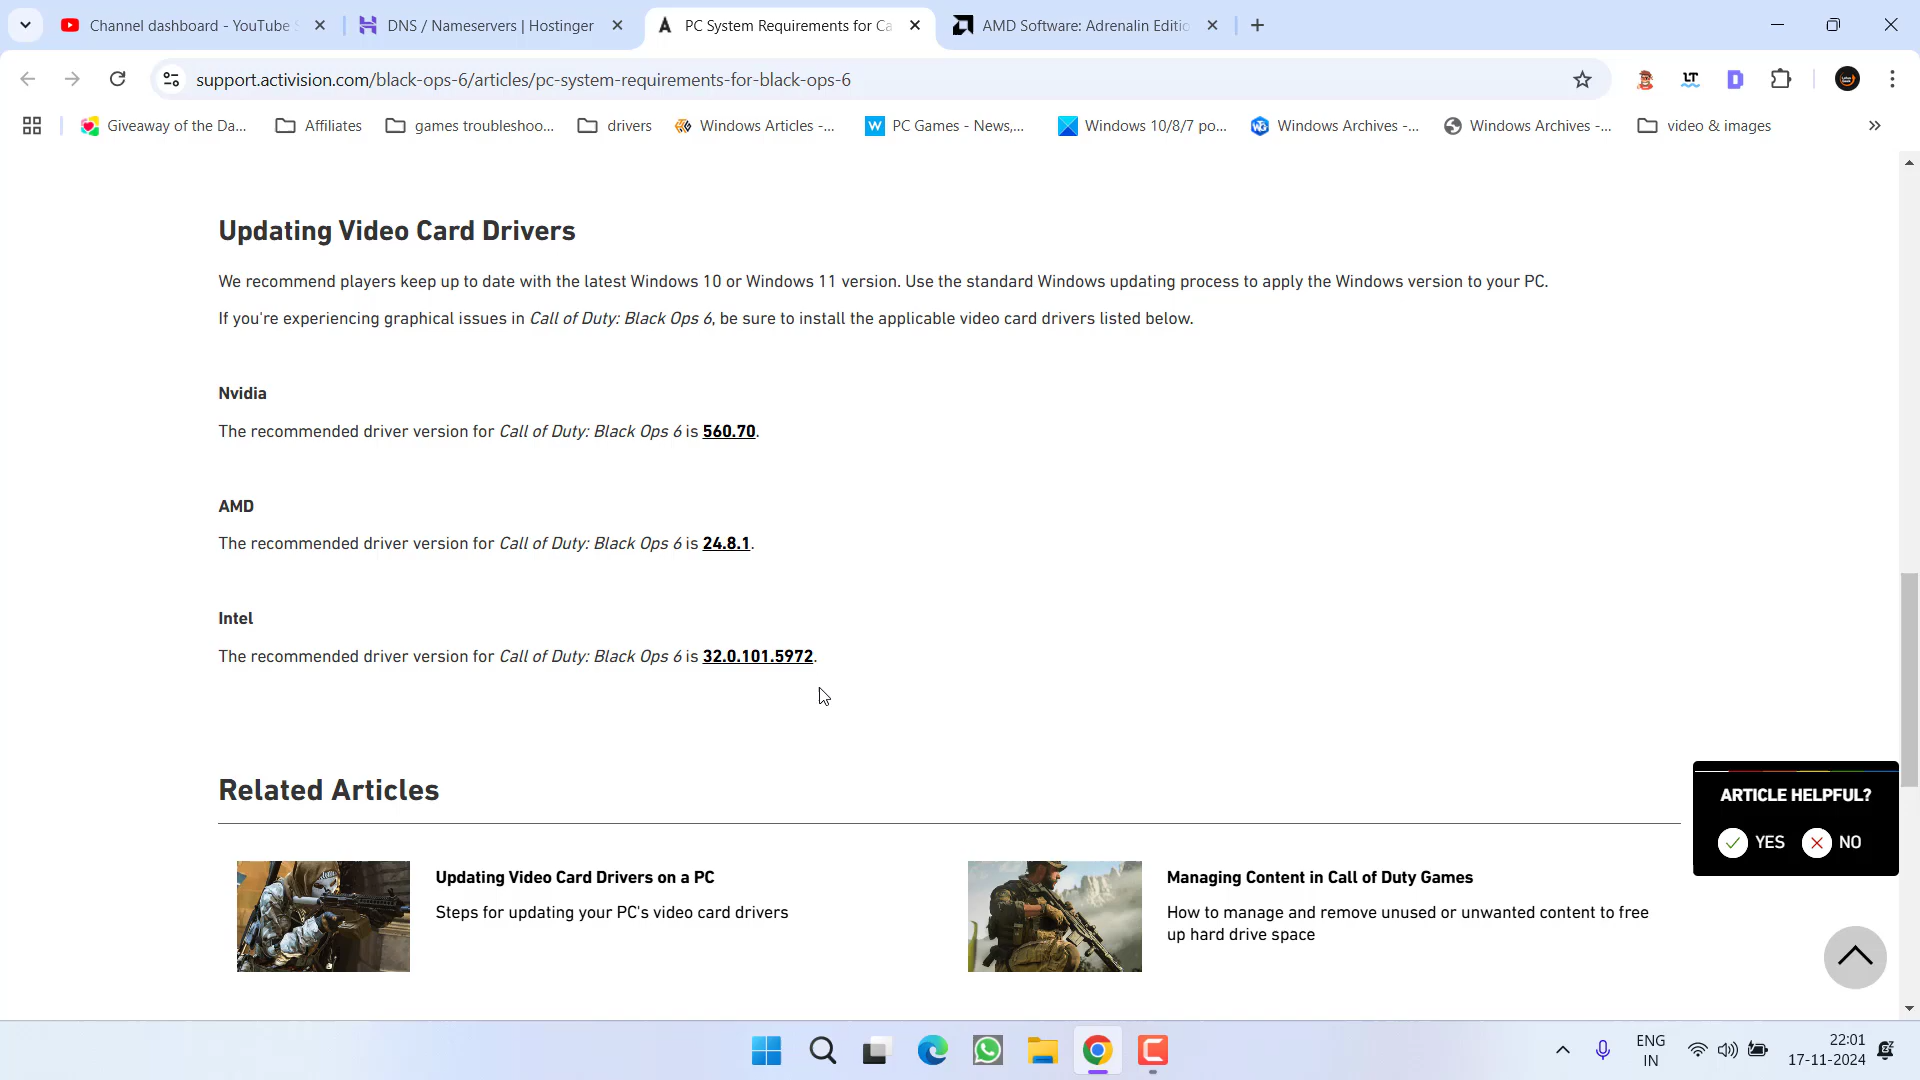 Channel dashboard - YouTube S
DNS / Nameservers | Hostinger
PC System Requirements for Ca
AMD Software: Adrenalin Editio
support.activision.com/black-ops-6/articles/pc-system-requirements-for-black-ops-6
Giveaway of the Da...
Affiliates
games troubleshoo...
drivers
Windows Articles -...
PC Games - News,...
Windows 10/8/7 po...
Windows Archives -...
Windows Archives -...
video & images
Updating Video Card Drivers
We recommend players keep up to date with the latest Windows 10 or Windows 11 version. Use the standard Windows updating process to apply the Windows version to your PC.
If you're experiencing graphical issues in Call of Duty: Black Ops 6, be sure to install the applicable video card drivers listed below.
Nvidia
The recommended driver version for Call of Duty: Black Ops 6 is 560.70.
AMD
The recommended driver version for Call of Duty: Black Ops 6 is 24.8.1.
Intel
The recommended driver version for Call of Duty: Black Ops 6 is 32.0.101.5972.
Related Articles
ARTICLE HELPFUL?
YES NO
Updating Video Card Drivers on a PC
Steps for updating your PC's video card drivers
Managing Content in Call of Duty Games
How to manage and remove unused or unwanted content to free
up hard drive space
ENG
IN
22:01
17-11-2024